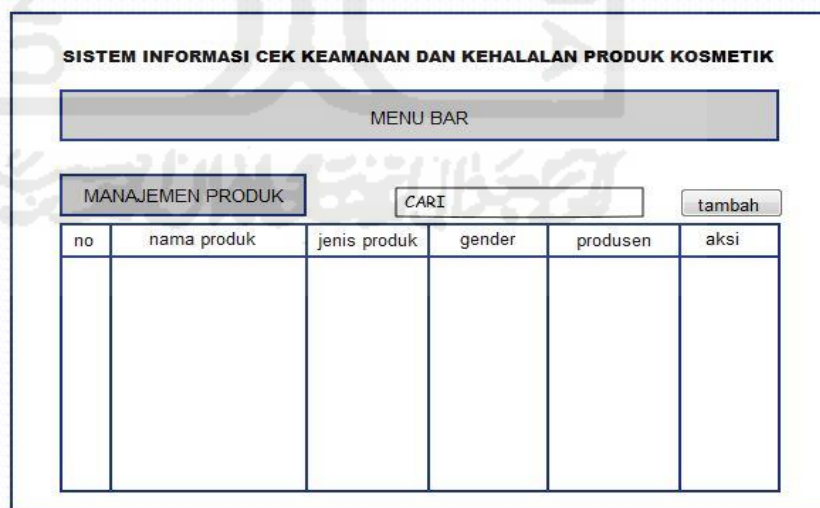 SISTEM INFORMASI CEK KEAMANAN DAN KEHALALAN PRODUK KOSMETIK
MENU BAR
MANAJEMEN PRODUK CARI tambah
no nama produk jenis produk gender produsen aksi